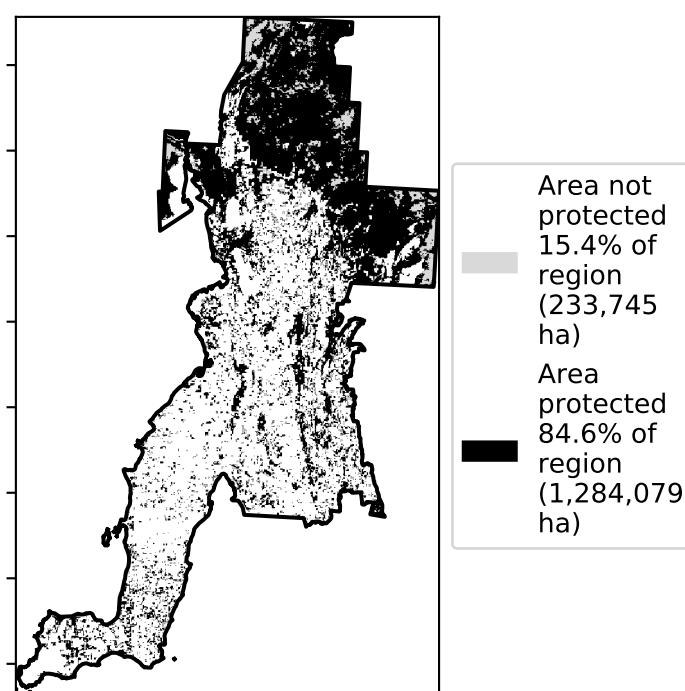 Area not
protected
15.4% of
region
(233,745
ha)
Area
protected
84.6% of
region
(1,284,079
ha)